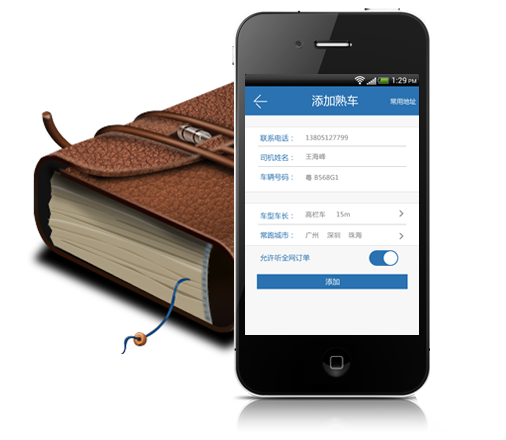 1:29 PM
添加熟车 常用地址
联系电话： 13805127799
司机姓名： 王海峰
车辆号码： 粤 B568G1
车型车长： 高栏车 15m
常跑城市： 广州 深圳 珠海
允许听全网订单
添加